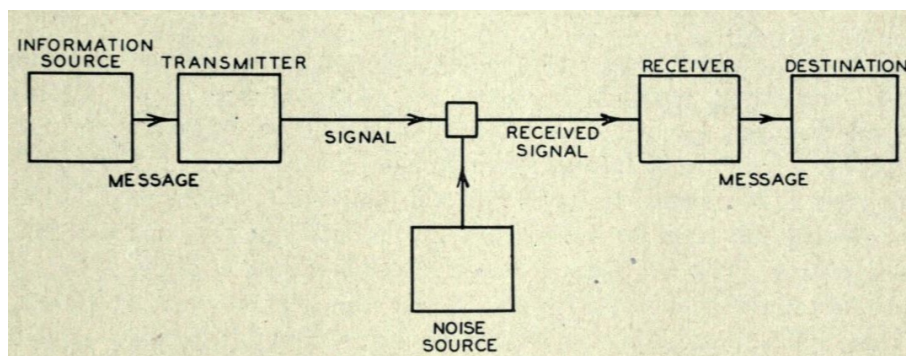 INFORMATION
SOURCE
TRANSMITTER
RECEIVER
DESTINATION
SIGNAL
RECEIVED
SIGNAL
MESSAGE
MESSAGE
NOISE
SOURCE